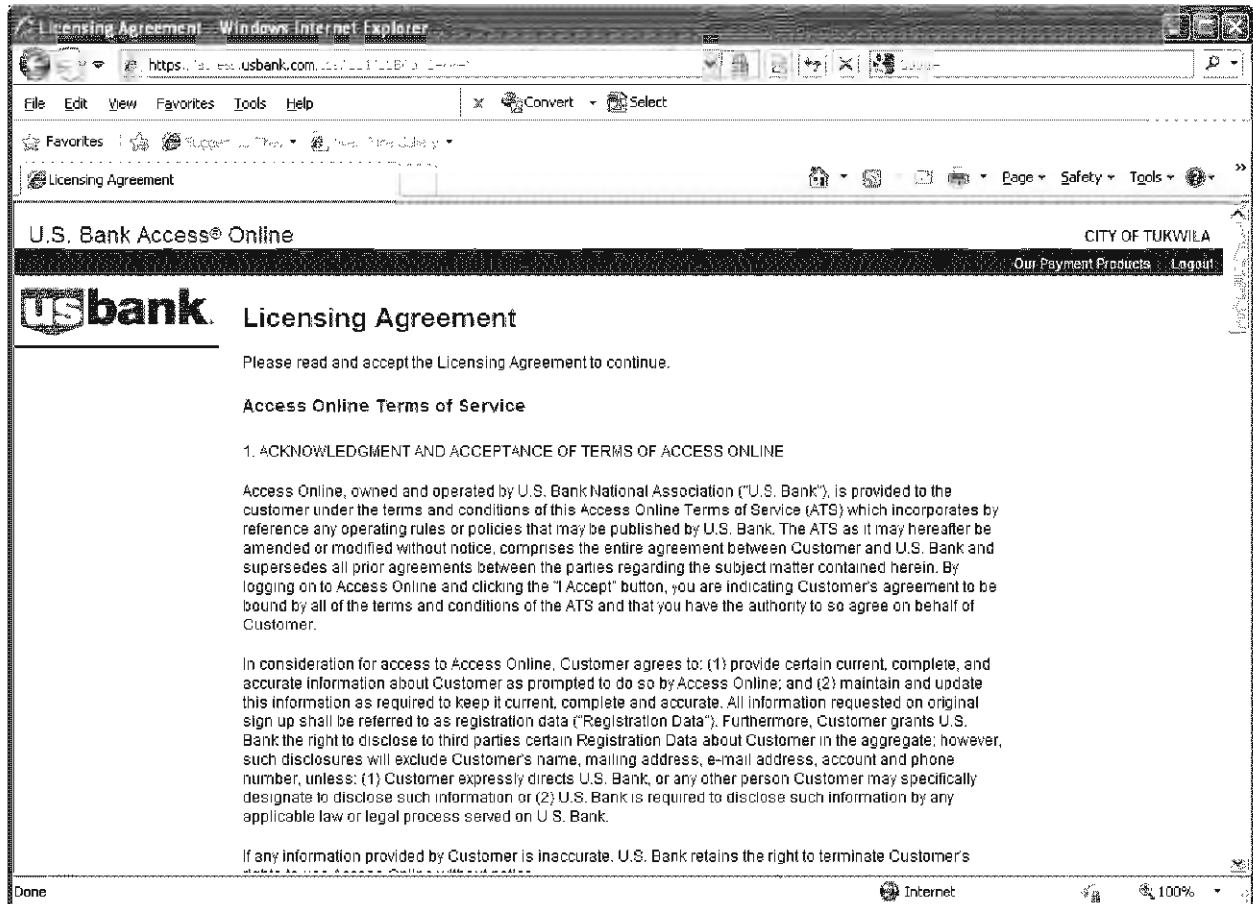 Licensing Agreement - Windows Internet Explorer
https. usbank.com
File Edit View Favorites Tools Help x Convert Select
Favorites
Licensing Agreement Page Safety Tools »
U.S. Bank Access® Online CITY OF TUKWILA
Our Payment Products Logout
usbank.
Licensing Agreement
Please read and accept the Licensing Agreement to continue.
Access Online Terms of Service
1. ACKNOWLEDGMENT AND ACCEPTANCE OF TERMS OF ACCESS ONLINE
Access Online, owned and operated by U.S. Bank National Association ("U.S. Bank"), is provided to the
customer under the terms and conditions of this Access Online Terms of Service (ATS) which incorporates by
reference any operating rules or policies that may be published by U.S. Bank. The ATS as it may hereafter be
amended or modified without notice, comprises the entire agreement between Customer and U.S. Bank and
supersedes all prior agreements between the parties regarding the subject matter contained herein. By
logging on to Access Online and clicking the "I Accept" button, you are indicating Customer's agreement to be
bound by all of the terms and conditions of the ATS and that you have the authority to so agree on behalf of
Customer.
In consideration for access to Access Online, Customer agrees to: (1) provide certain current, complete, and
accurate information about Customer as prompted to do so by Access Online; and (2) maintain and update
this information as required to keep it current, complete and accurate. All information requested on original
sign up shall be referred to as registration data ("Registration Data"). Furthermore, Customer grants U.S.
Bank the right to disclose to third parties certain Registration Data about Customer in the aggregate; however,
such disclosures will exclude Customer's name, mailing address, e-mail address, account and phone
number, unless: (1) Customer expressly directs U.S. Bank, or any other person Customer may specifically
designate to disclose such information or (2) U.S. Bank is required to disclose such information by any
applicable law or legal process served on U.S. Bank.
If any information provided by Customer is inaccurate, U.S. Bank retains the right to terminate Customer's
Done Internet 100%